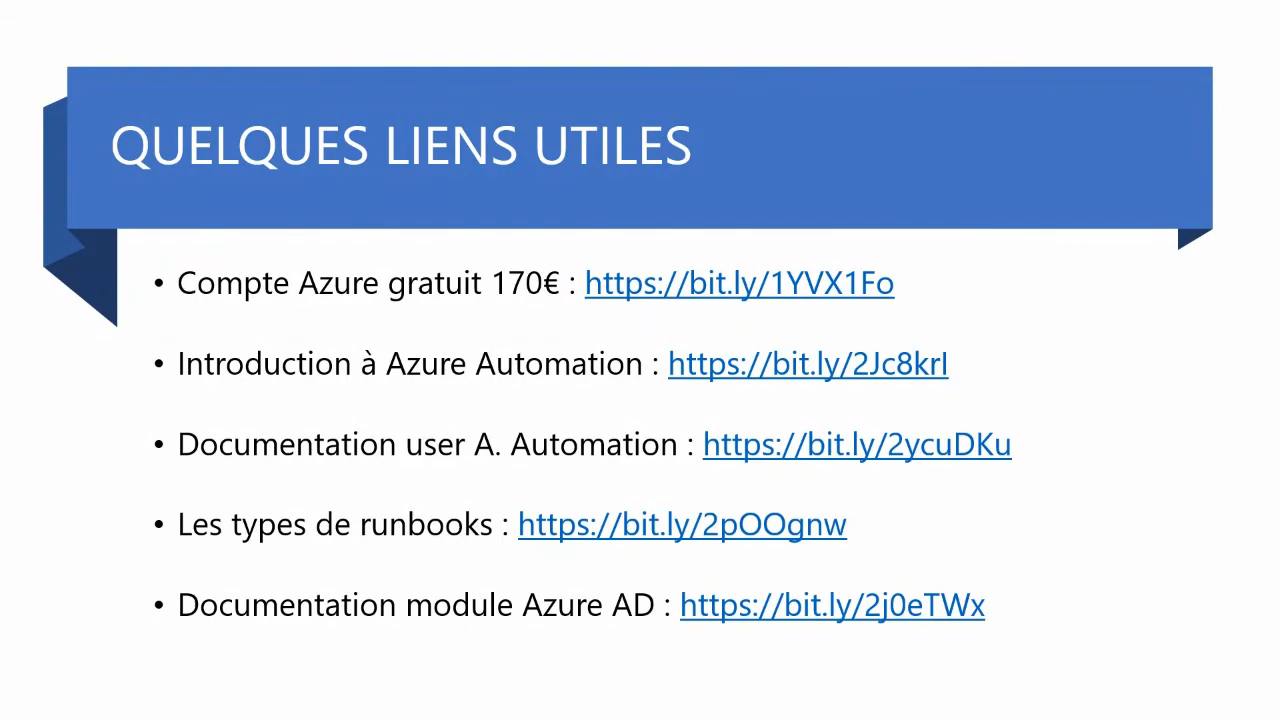 QUELQUES LIENS UTILES
• Compte Azure gratuit 170€ : https://bit.ly/1YVX1Fo
• Introduction à Azure Automation : https://bit.ly/2Jc8krI
• Documentation user A. Automation : https://bit.ly/2ycuDKu
• Les types de runbooks : https://bit.ly/2pOOgnw
• Documentation module Azure AD : https://bit.ly/2j0eTWx